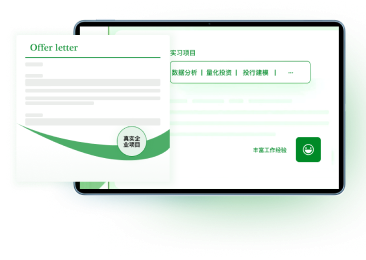 Offer letter
实习项目
数据分析 | 量化投资 | 投行建模 | ...
真实企
业项目
丰富工作经验